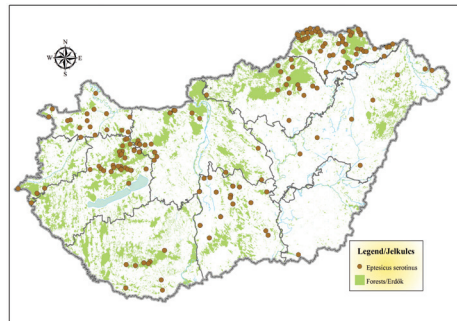 N
W E
S
Legend/Jelkulcs
Eptesicus serotinus
Forests/Erdők